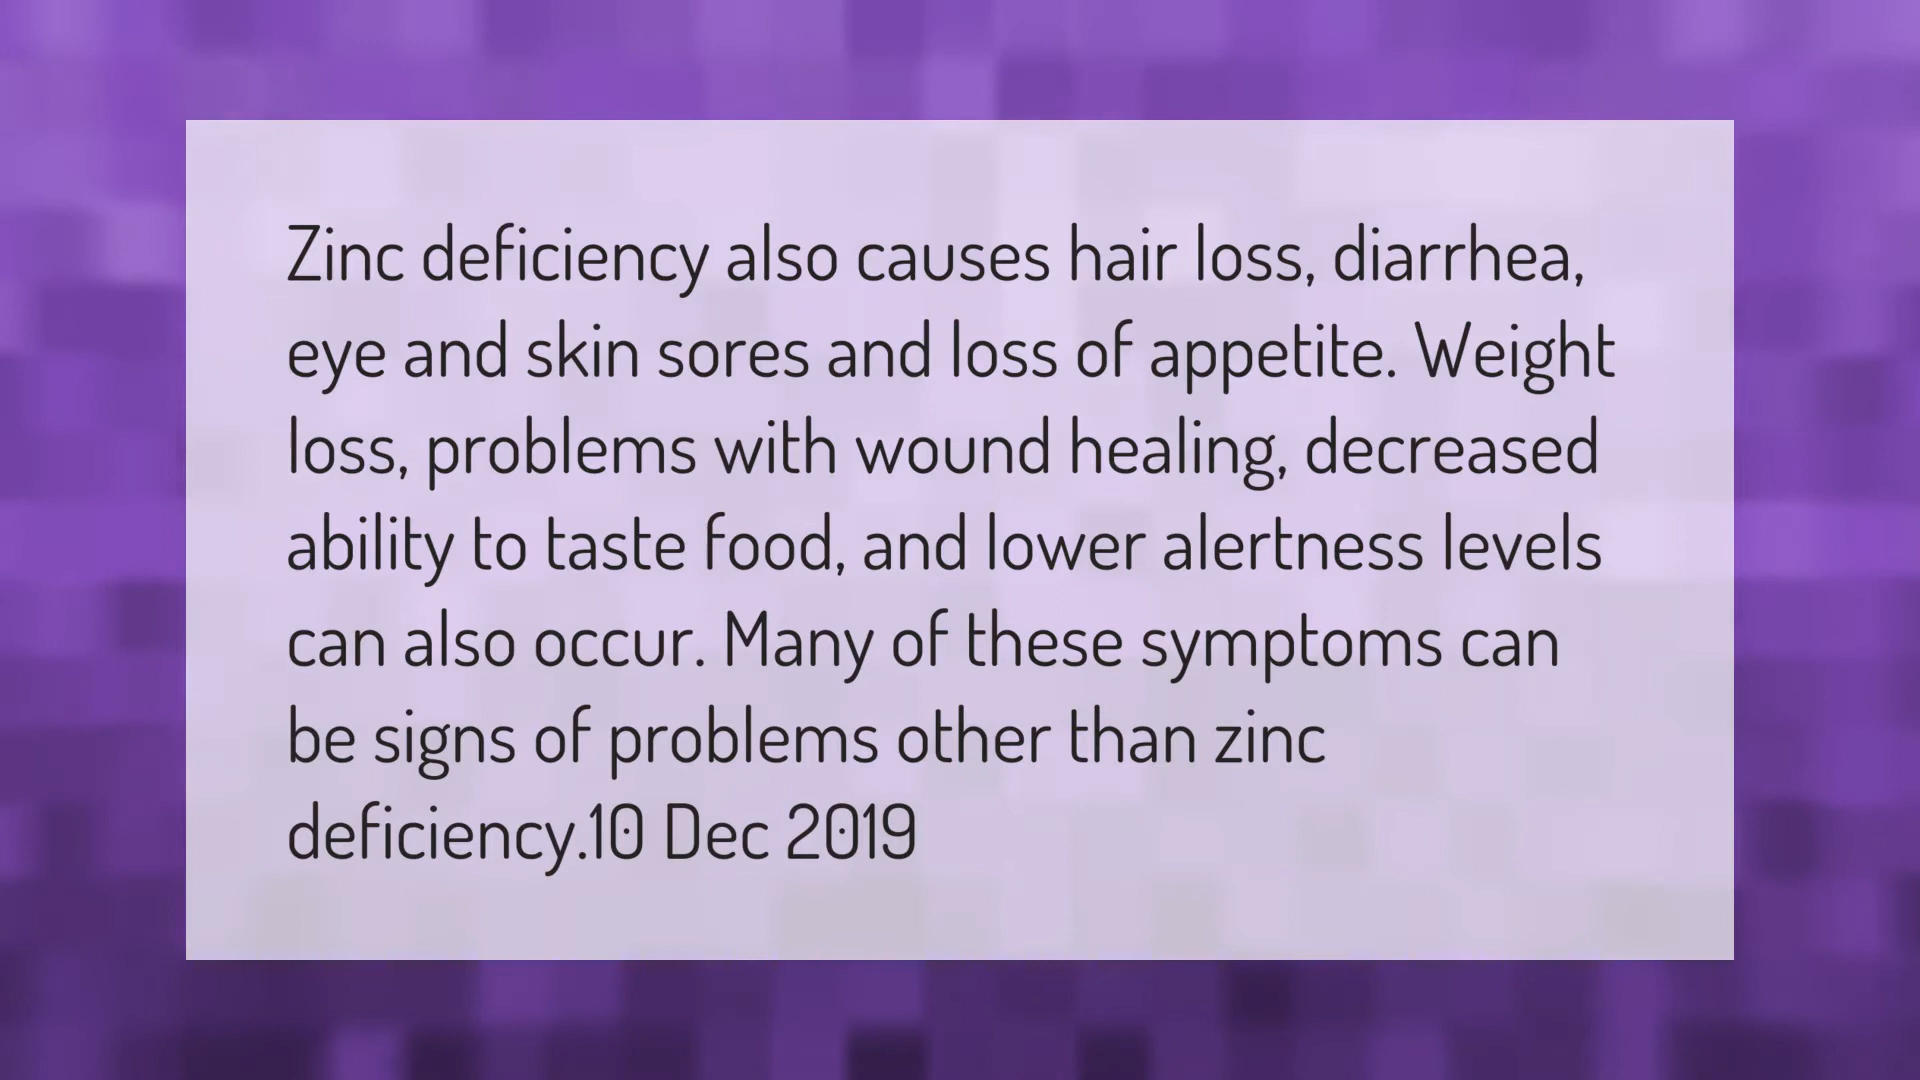 Zinc deficiency also causes hair loss, diarrhea,
eye and skin sores and loss of appetite. Weight
loss, problems with wound healing, decreased
ability to taste food, and lower alertness levels
can also occur. Many of these symptoms can
be signs of problems other than zinc
deficiency.10 Dec 2019